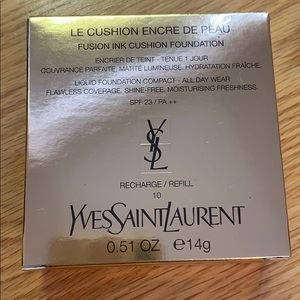 LE CUSHION ENCRE DE PEAU
FUSION INK CUSHION FOUNDATION
ENCRIER DE TEINT - TENUE 1 JOUR
COUVRANCE PARFAITE, MATITÉ LUMINEUSE, HYDRATATION FRAÎCHE.
LIQUID FOUNDATION COMPACT - ALL DAY WEAR
FLAWLESS COVERAGE, SHINE-FREE, MOISTURISING FRESHNESS.
SPF 23 / PA ++
YSL
RECHARGE / REFILL
10
YVESSAINTLAURENT
0.51 OZ ℮14g